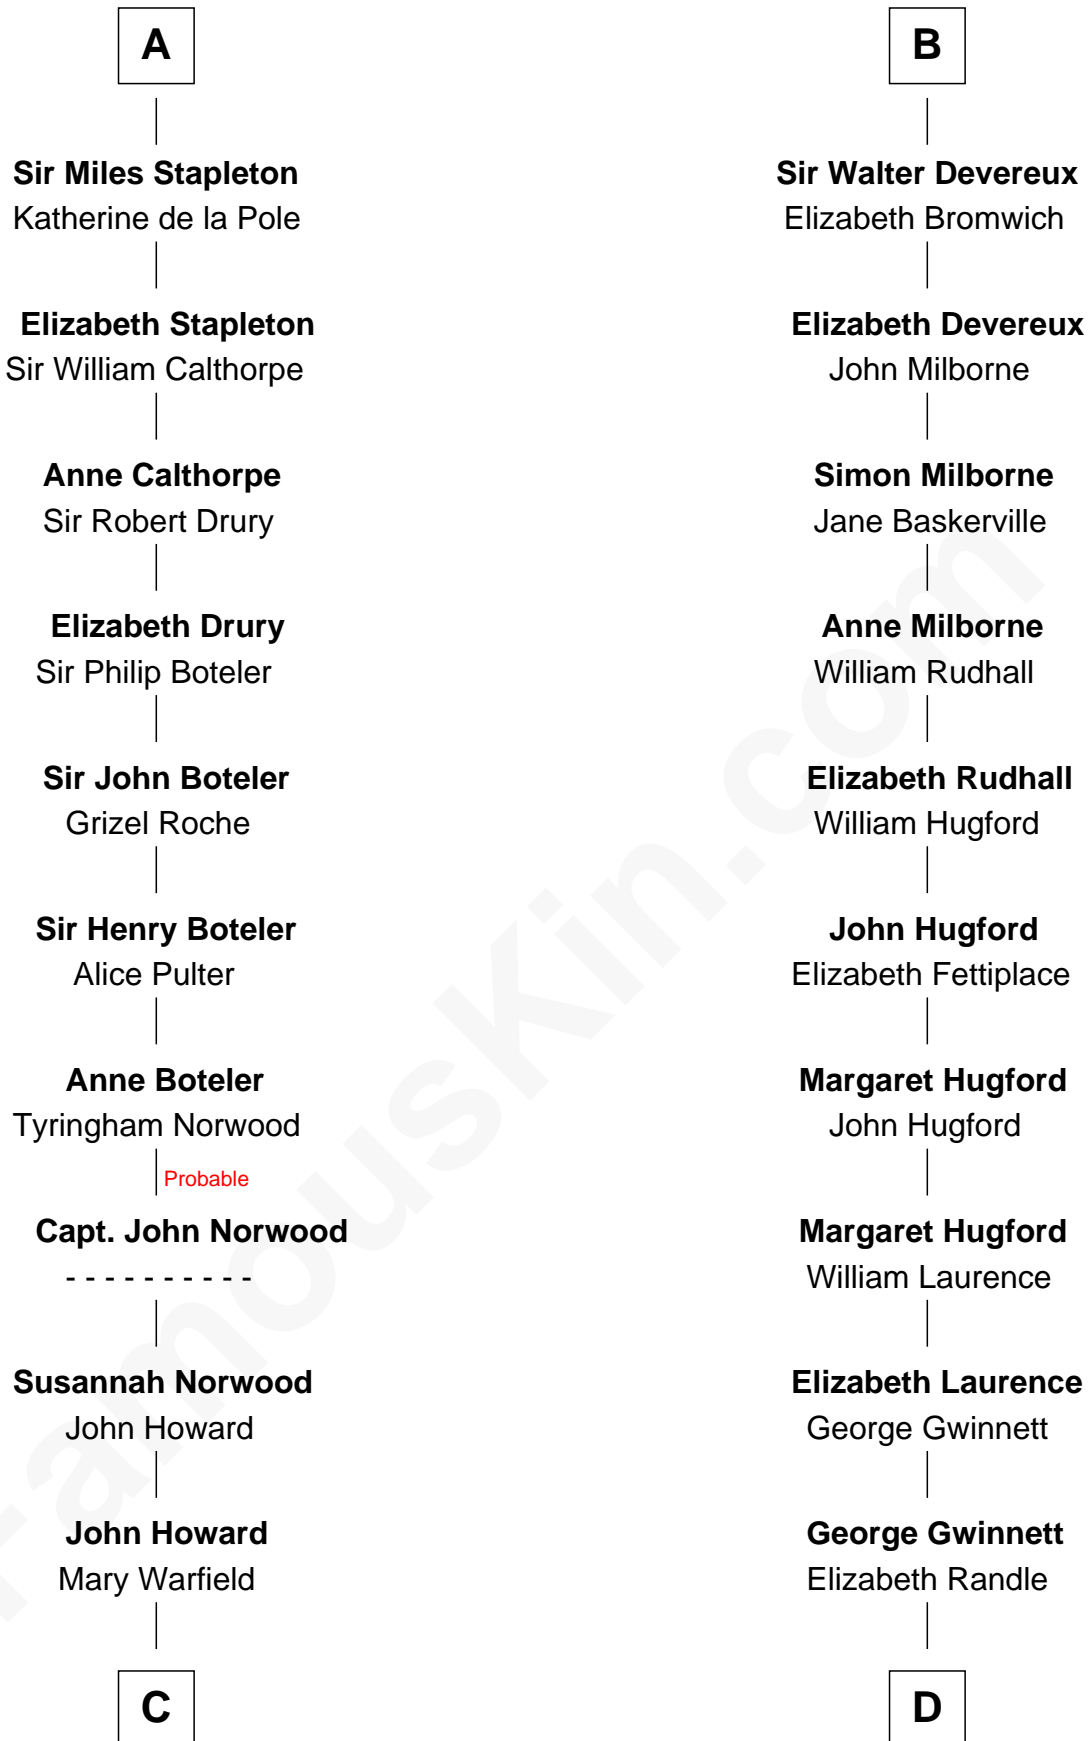 A
Sir Miles Stapleton
Katherine de la Pole
Elizabeth Stapleton
Sir William Calthorpe
Anne Calthorpe
Sir Robert Drury
Elizabeth Drury
Sir Philip Boteler
Sir John Boteler
Grizel Roche
Sir Henry Boteler
Alice Pulter
Anne Boteler
Tyringham Norwood
Probable
Capt. John Norwood
- - - - - - - - - -
Susannah Norwood
John Howard
John Howard
Mary Warfield
C
B
Sir Walter Devereux
Elizabeth Bromwich
Elizabeth Devereux
John Milborne
Simon Milborne
Jane Baskerville
Anne Milborne
William Rudhall
Elizabeth Rudhall
William Hugford
John Hugford
Elizabeth Fettiplace
Margaret Hugford
John Hugford
Margaret Hugford
William Laurence
Elizabeth Laurence
George Gwinnett
George Gwinnett
Elizabeth Randle
D
FamousKin.com